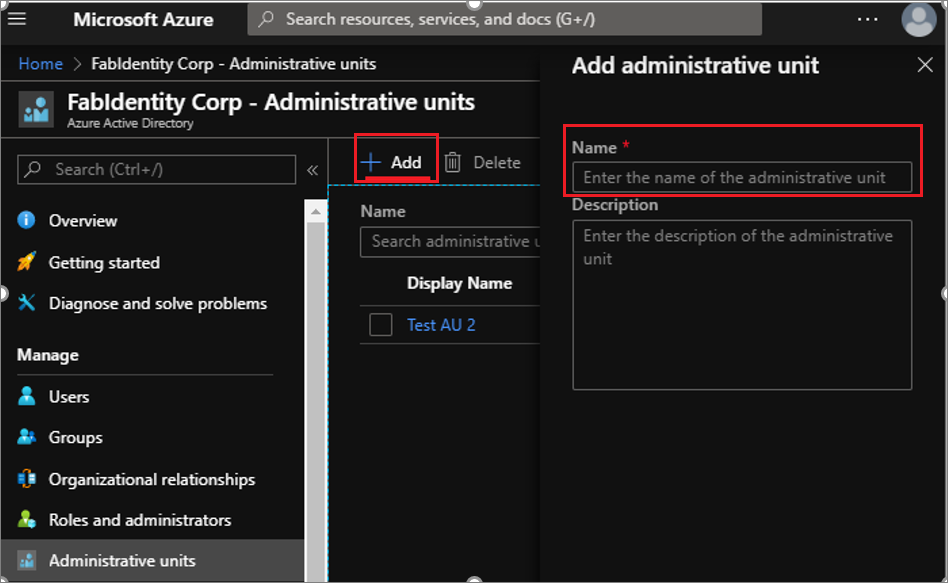 Microsoft Azure
Search resources, services, and docs (G+/)
...
Home > FabIdentity Corp - Administrative units
FabIdentity Corp - Administrative units
Azure Active Directory
Search (Ctrl+/)
«
Overview
Getting started
Diagnose and solve problems
Manage
Users
Groups
Organizational relationships
Roles and administrators
Administrative units
+ Add
Delete
Name
Search administrative u
Display Name
Test AU 2
Add administrative unit
Name *
Enter the name of the administrative unit
Description
Enter the description of the administrative
unit